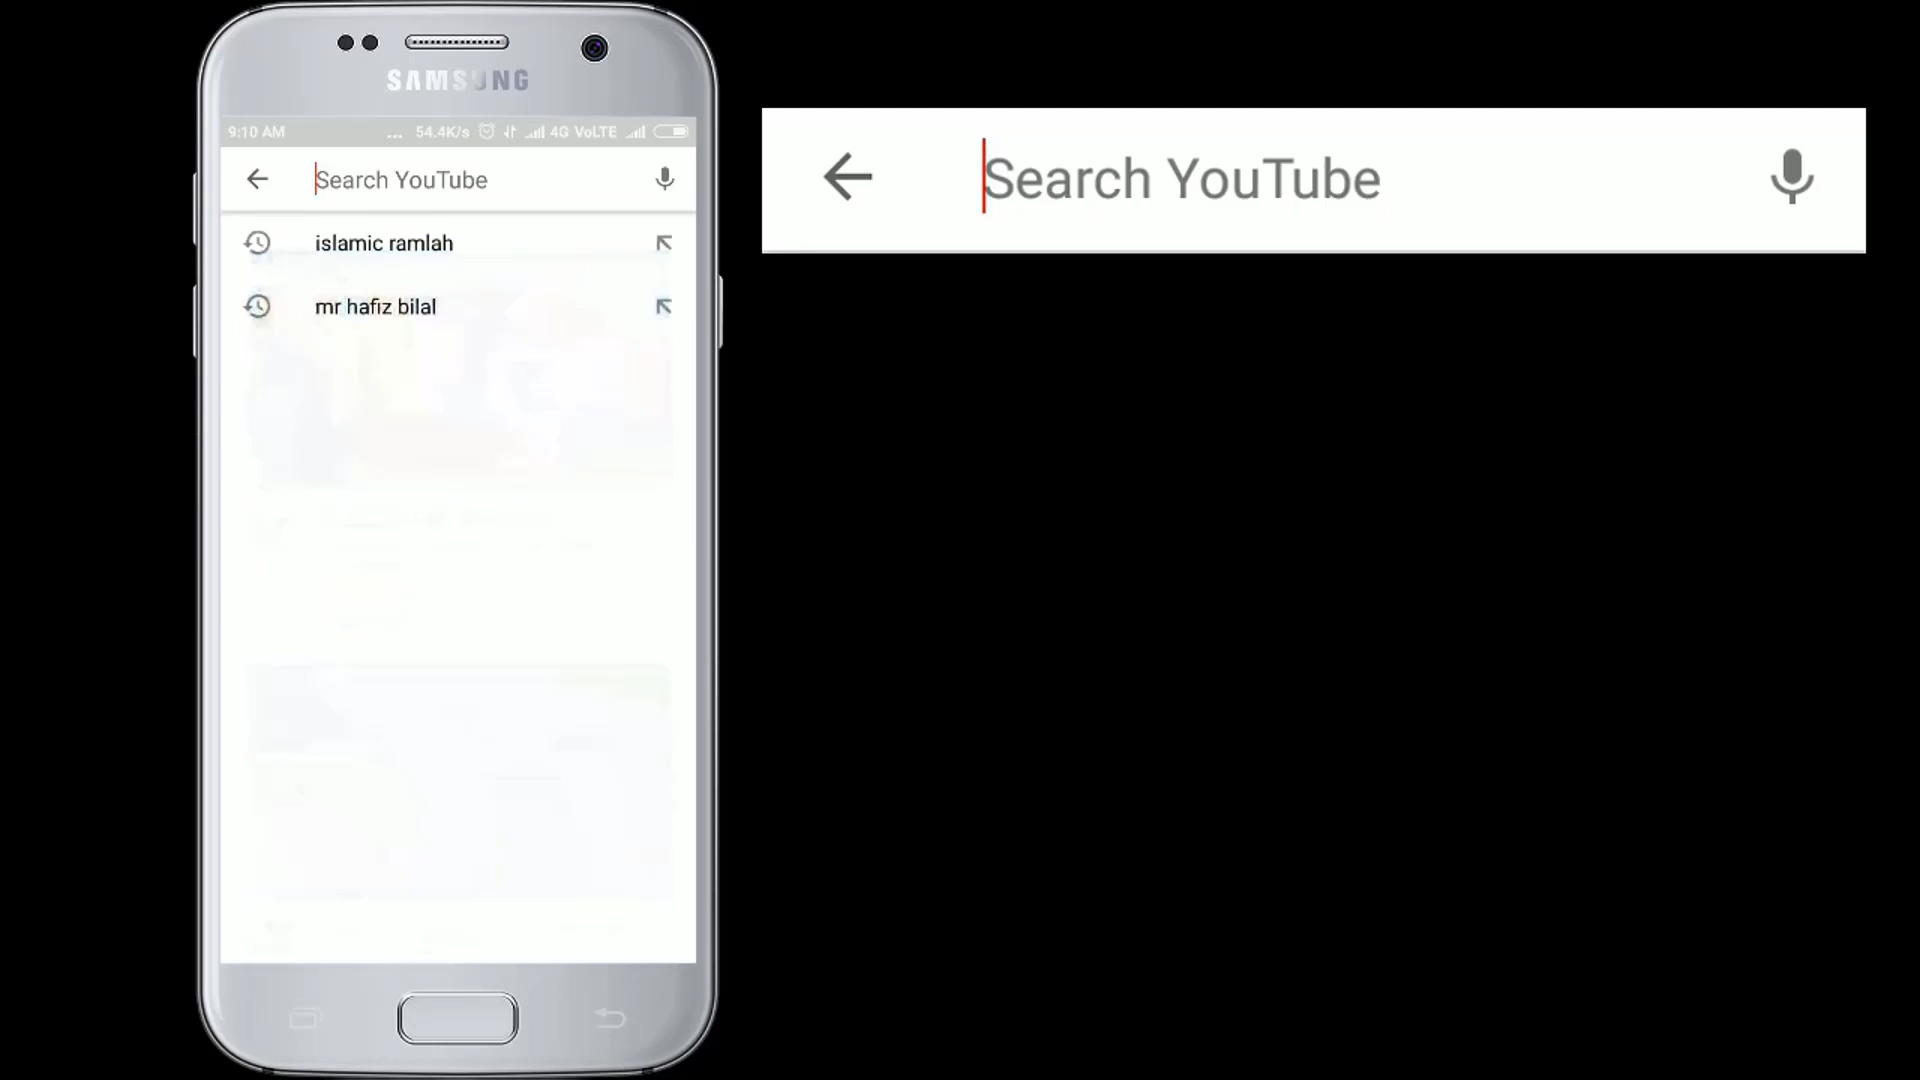 SAMSUNG
9:10 AM ... 54.4K/s 4G VoLTE
Search YouTube
islamic ramlah
mr hafiz bilal
Search YouTube